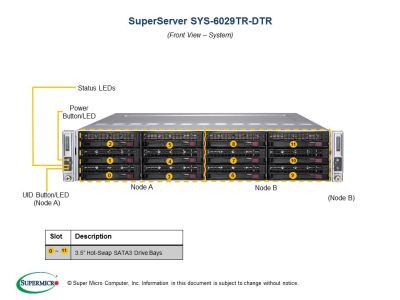 SuperServer SYS-6029TR-DTR
(Front View – System)
Status LEDs
Power
Button/LED
2 5 8 11
1 4 7 10
0 3 6 9
UID Button/LED
(Node A)
Node A
Node B
(Node B)
Slot Description
0 ~ 11 3.5" Hot-Swap SATA3 Drive Bays
SUPERMICRO
© Super Micro Computer, Inc. Information in this document is subject to change without notice.